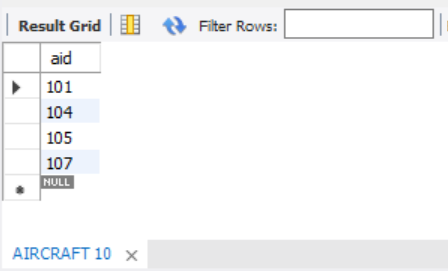 Result Grid Filter Rows:
aid
101
104
105
107
NULL
AIRCRAFT 10